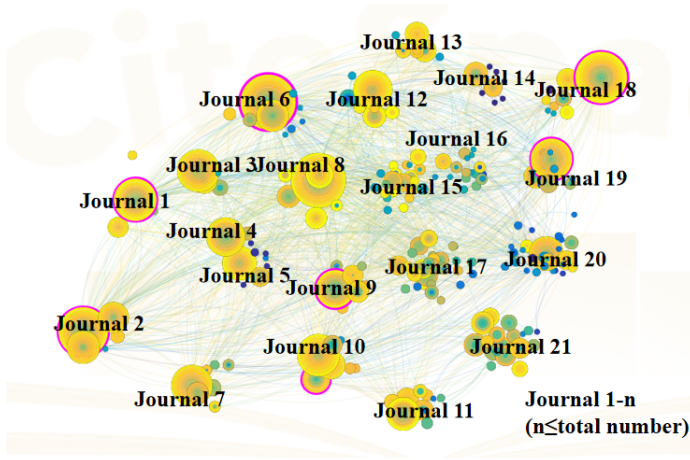 Journal 13
Journal 14
Journal 18
Journal 6
Journal 12
Journal 16
Journal 3
Journal 8
Journal 15
Journal 19
Journal 1
Journal 4
Journal 5
Journal 17
Journal 20
Journal 9
Journal 2
Journal 10
Journal 21
Journal 7
Journal 11
Journal 1-n
(n≤total number)